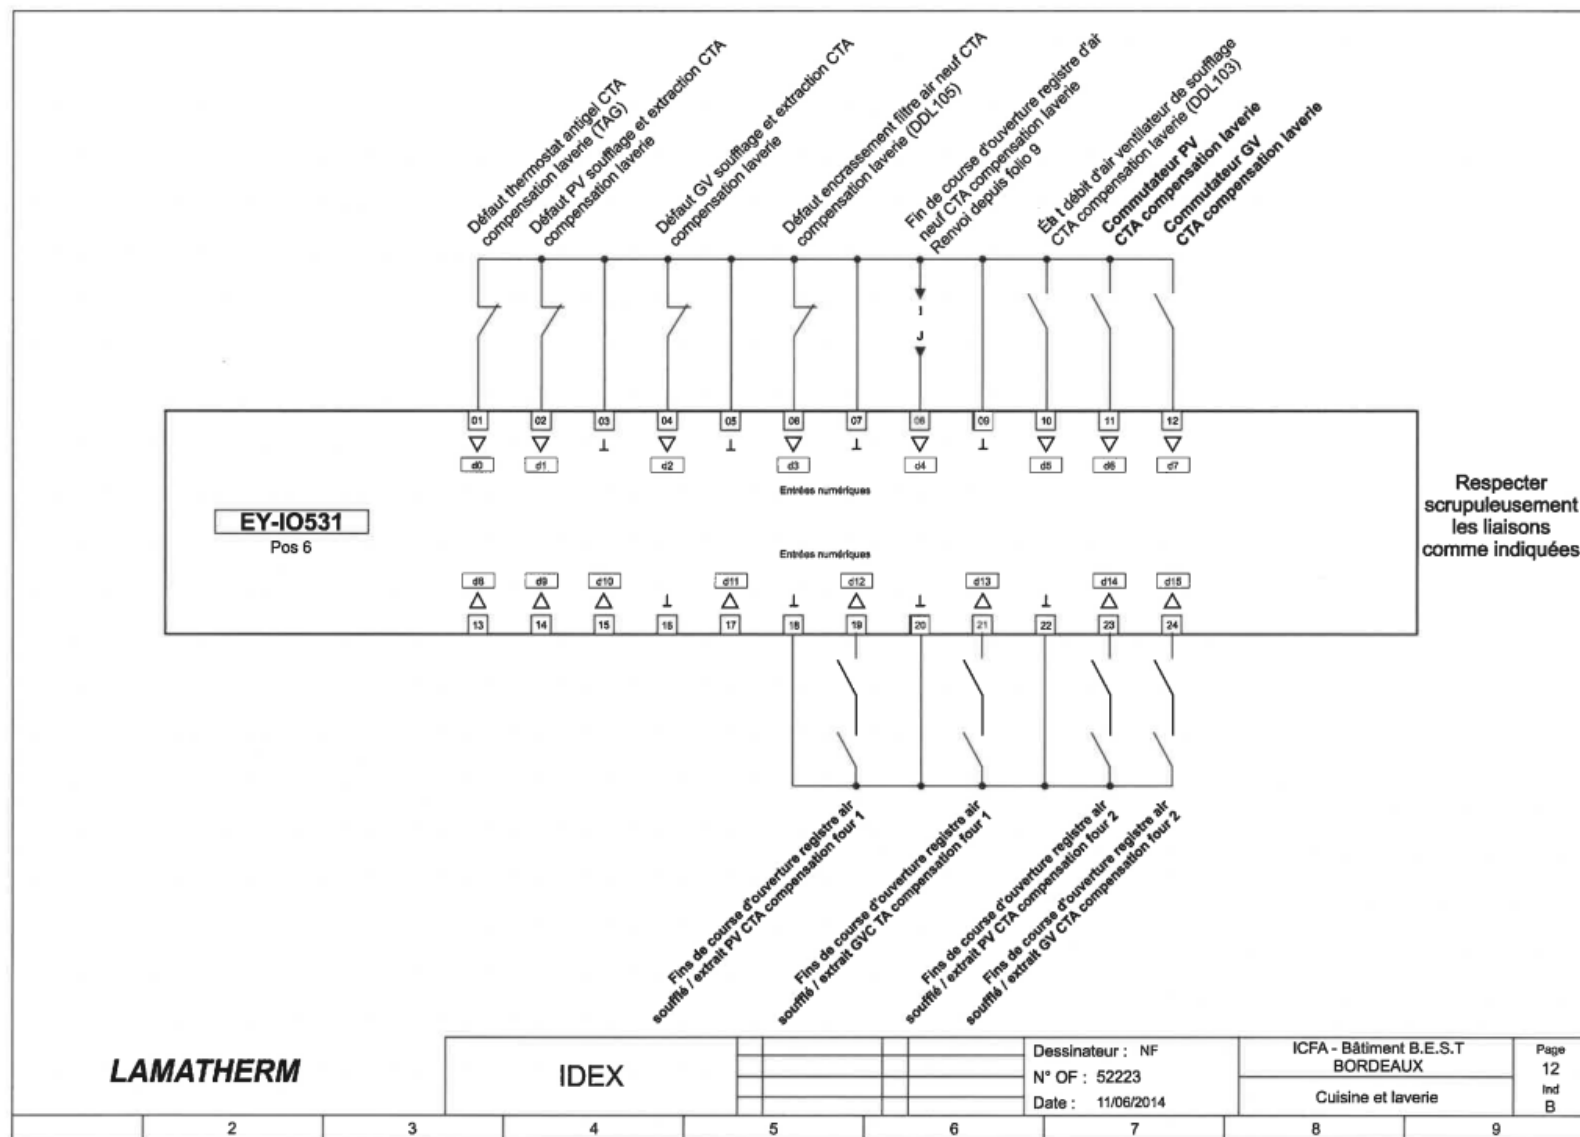 Défaut thermostat antigel CTA
compensation laverie (TAG)
Défaut PV soufflage et extraction CTA
compensation laverie
Défaut GV soufflage et extraction CTA
compensation laverie
Défaut encrassement filtre air neuf CTA
compensation laverie (DDL105)
Fin de course d'ouverture registre d'air
neuf CTA compensation laverie
Renvoi depuis folio 9
Éa t débit d'air ventilateur de soufflage
CTA compensation laverie (DDL103)
Commutateur PV
CTA compensation laverie
Commutateur GV
CTA compensation laverie
I
J
01 02 03 04 05 06 07 08 09 10 11 12
d0 d1 d2 d3 d4 d5 d6 d7
Entrées numériques
EY-IO531
Pos 6
Respecter
scrupuleusement
les liaisons
comme indiquées
Entrées numériques
d8 d9 d10 d11 d12 d13 d14 d15
13 14 15 16 17 18 19 20 21 22 23 24
Fins de course d'ouverture registre air
soufflé / extrait PV CTA compensation four 1
Fins de course d'ouverture registre air
soufflé / extrait GVC TA compensation four 1
Fins de course d'ouverture registre air
soufflé / extrait PV CTA compensation four 2
Fins de course d'ouverture registre air
soufflé / extrait GV CTA compensation four 2
LAMATHERM
IDEX
Dessinateur : NF
N° OF : 52223
Date : 11/06/2014
ICFA - Bâtiment B.E.S.T
BORDEAUX
Cuisine et laverie
Page
12
Ind
B
2 3 4 5 6 7 8 9